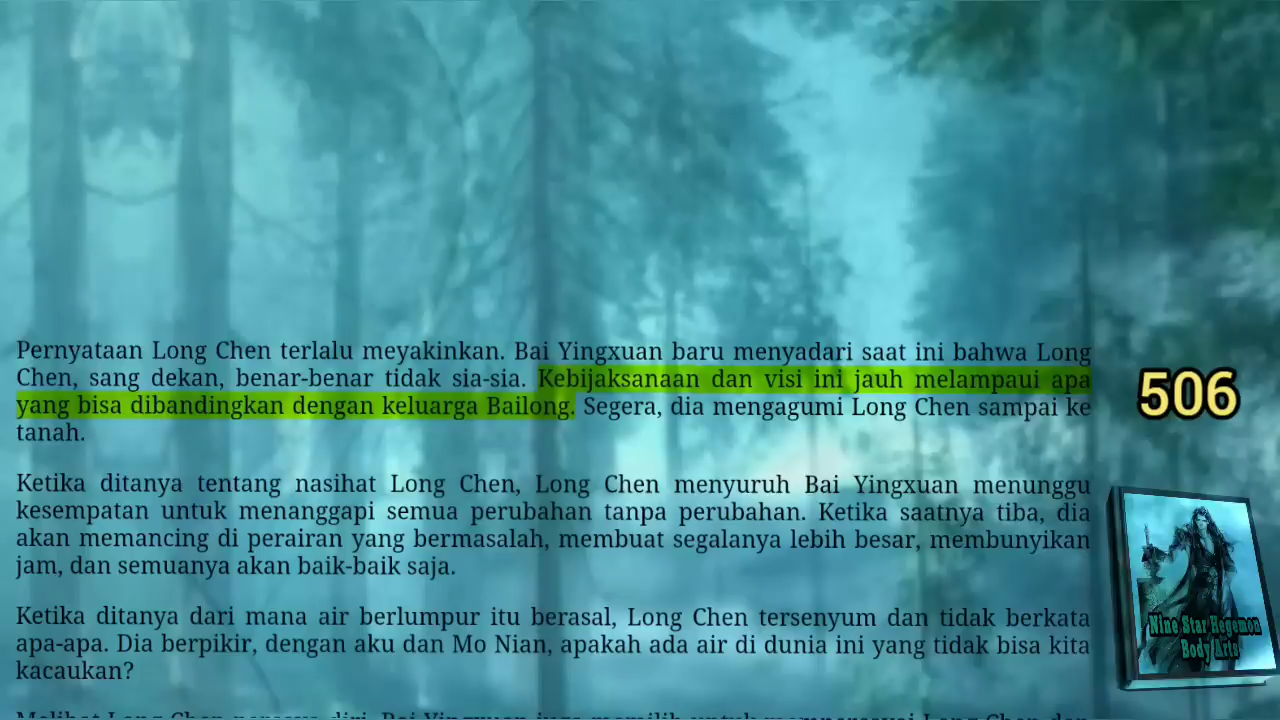 Pernyataan Long Chen terlalu meyakinkan. Bai Yingxuan baru menyadari saat ini bahwa Long
Chen, sang dekan, benar-benar tidak sia-sia. Kebijaksanaan dan visi ini jauh melampaui apa
yang bisa dibandingkan dengan keluarga Bailong. Segera, dia mengagumi Long Chen sampai ke
tanah.
506
Ketika ditanya tentang nasihat Long Chen, Long Chen menyuruh Bai Yingxuan menunggu
kesempatan untuk menanggapi semua perubahan tanpa perubahan. Ketika saatnya tiba, dia
akan memancing di perairan yang bermasalah, membuat segalanya lebih besar, membunyikan
jam, dan semuanya akan baik-baik saja.
Ketika ditanya dari mana air berlumpur itu berasal, Long Chen tersenyum dan tidak berkata
apa-apa. Dia berpikir, dengan aku dan Mo Nian, apakah ada air di dunia ini yang tidak bisa kita
kacaukan?
Nine Star Hegemon
Body Arts